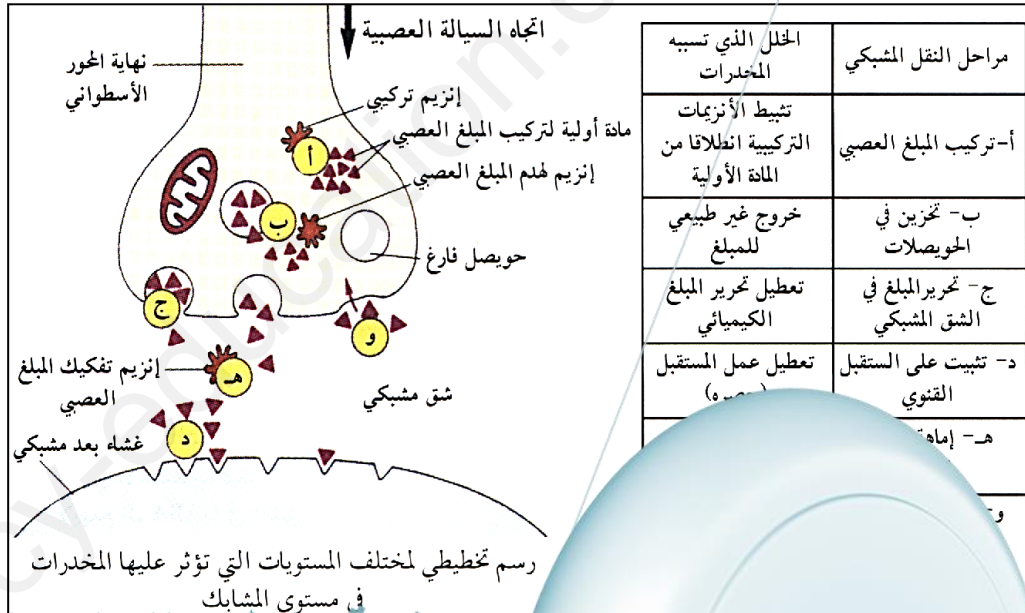 اتجاه السيالة العصبية
نهاية المحور
الأسطواني
إنزيم تركيبي
مادة أولية لتركيب المبلغ العصبي
إنزيم لهدم المبلغ العصبي
أ
ب
حويصل فارغ
ج
و
هـ
إنزيم تفكيك المبلغ
العصبي
شق مشبكي
د
غشاء بعد مشبكي
رسم تخطيطي لمختلف المستويات التي تؤثر عليها المخدرات
في مستوى المشابك
مراحل النقل المشبكي
الخلل الذي تسببه
المخدرات
أ-تركيب المبلغ العصبي
تثبيط الأنزيمات
التركيبية انطلاقا من
المادة الأولية
ب- تخزين في
الحويصلات
خروج غير طبيعي
للمبلغ
ج- تحريرالمبلغ في
الشق المشبكي
تعطيل تحرير المبلغ
الكيميائي
د- تثبيت على الستقبل
القنوي
تعطيل عمل المستقبل
هـ- إماهة
و-